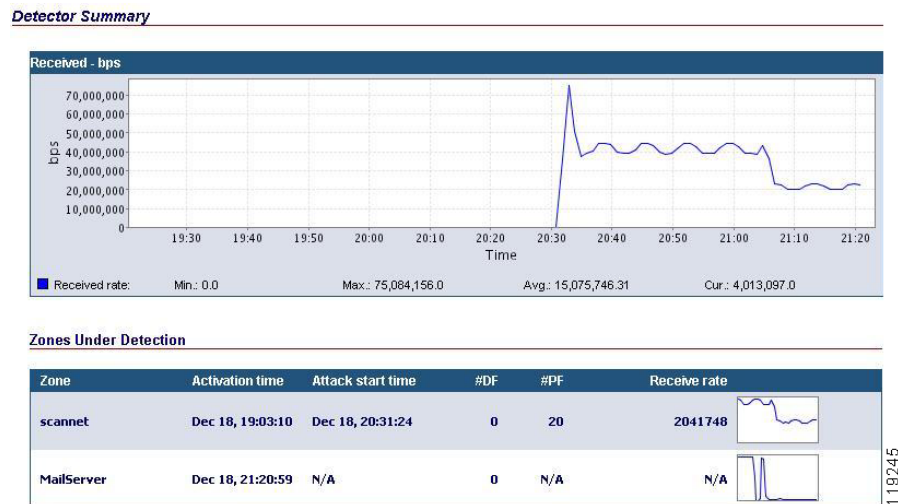 Detector Summary
Received - bps
70,000,000
60,000,000
50,000,000
40,000,000
30,000,000
20,000,000
10,000,000
0
bps
19:30 19:40 19:50 20:00 20:10 20:20 20:30 20:40 20:50 21:00 21:10 21:20
Time
Received rate: Min.: 0.0 Max.: 75,084,156.0 Avg.: 15,075,746.31 Cur.: 4,013,097.0
Zones Under Detection
Zone Activation time Attack start time #DF #PF Receive rate
scannet Dec 18, 19:03:10 Dec 18, 20:31:24 0 20 2041748
MailServer Dec 18, 21:20:59 N/A 0 N/A N/A
119245